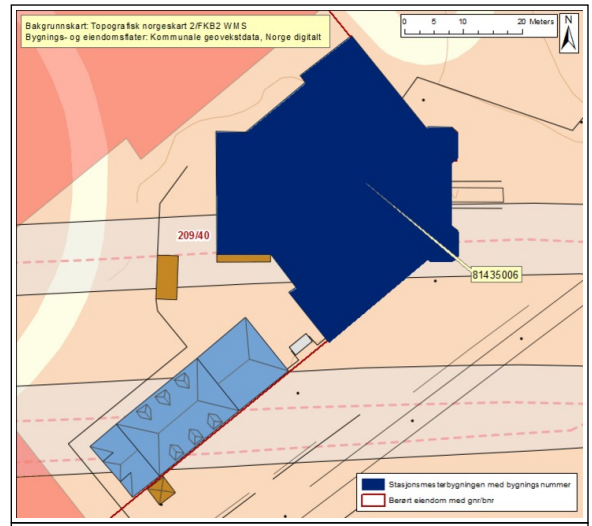 Bakgrunnskart: Topografisk norgeskart 2/FKB2 WMS
Bygnings- og eiendomsflater: Kommunale geovekstdata, Norge digitalt
0 5 10 20 Meters
N
209/40
81435006
Stasjonsmesterbygningen med bygningsnummer
Berørt eiendom med gnr/bnr